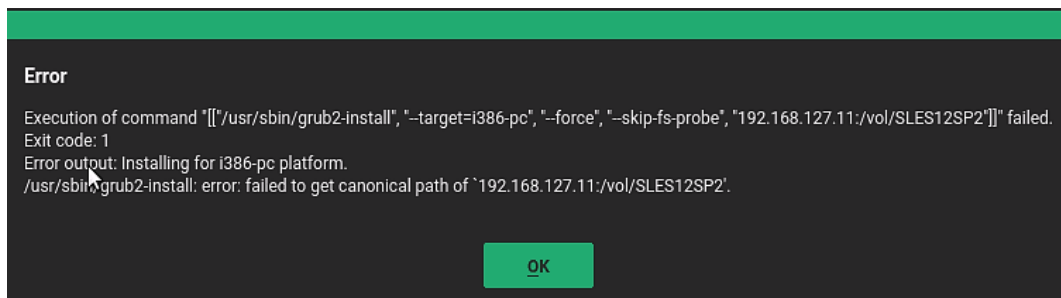 Error
Execution of command "[["/usr/sbin/grub2-install", "--target=i386-pc", "--force", "--skip-fs-probe", "192.168.127.11:/vol/SLES12SP2"]]" failed.
Exit code: 1
Error output: Installing for i386-pc platform.
/usr/sbin/grub2-install: error: failed to get canonical path of `192.168.127.11:/vol/SLES12SP2'.
OK